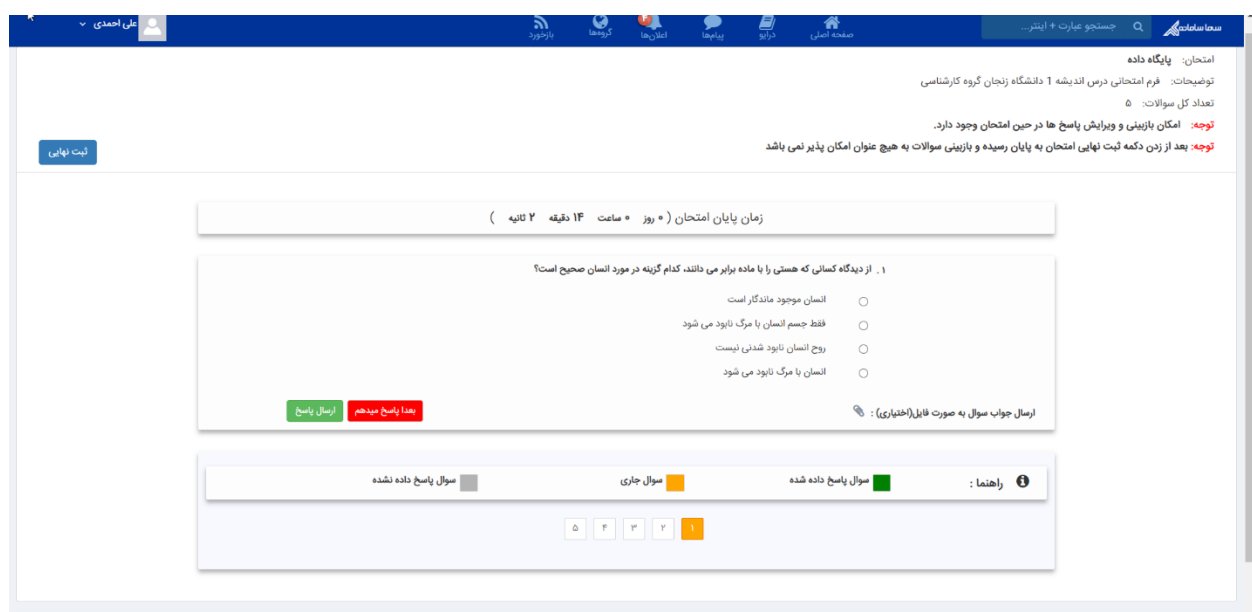 سما سامانه
جستجو عبارت + اینتر...
صفحه اصلی
درایو
پیام‌ها
اعلان‌ها
گروه‌ها
بازخورد
علی احمدی
امتحان: پایگاه داده
توضیحات: فرم امتحانی درس اندیشه 1 دانشگاه زنجان گروه کارشناسی
تعداد کل سوالات: ۵
توجه: امکان بازبینی و ویرایش پاسخ ها در حین امتحان وجود دارد.
توجه: بعد از زدن دکمه ثبت نهایی امتحان به پایان رسیده و بازبینی سوالات به هیچ عنوان امکان پذیر نمی باشد
ثبت نهایی
زمان پایان امتحان ( ۰ روز ۰ ساعت ۱۴ دقیقه ۲ ثانیه )
۱ . از دیدگاه کسانی که هستی را با ماده برابر می دانند، کدام گزینه در مورد انسان صحیح است؟
انسان موجود ماندگار است
فقط جسم انسان با مرگ نابود می شود
روح انسان نابود شدنی نیست
انسان با مرگ نابود می شود
ارسال جواب سوال به صورت فایل(اختیاری) :
بعدا پاسخ میدهم
ارسال پاسخ
راهنما :
سوال پاسخ داده شده
سوال جاری
سوال پاسخ داده نشده
۱ ۲ ۳ ۴ ۵